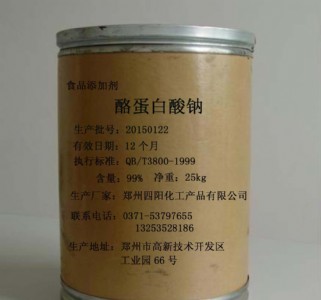 食品添加剂
酪蛋白酸钠
生产批号：20150122
有效日期：12个月
执行标准：QB/T3800-1999
含量：99% 净重：25kg
生产厂家：郑州四阳化工产品有限公司
联系电话：0371-53797655
13253528186
生产地址：郑州市高新技术开发区
工业园66号